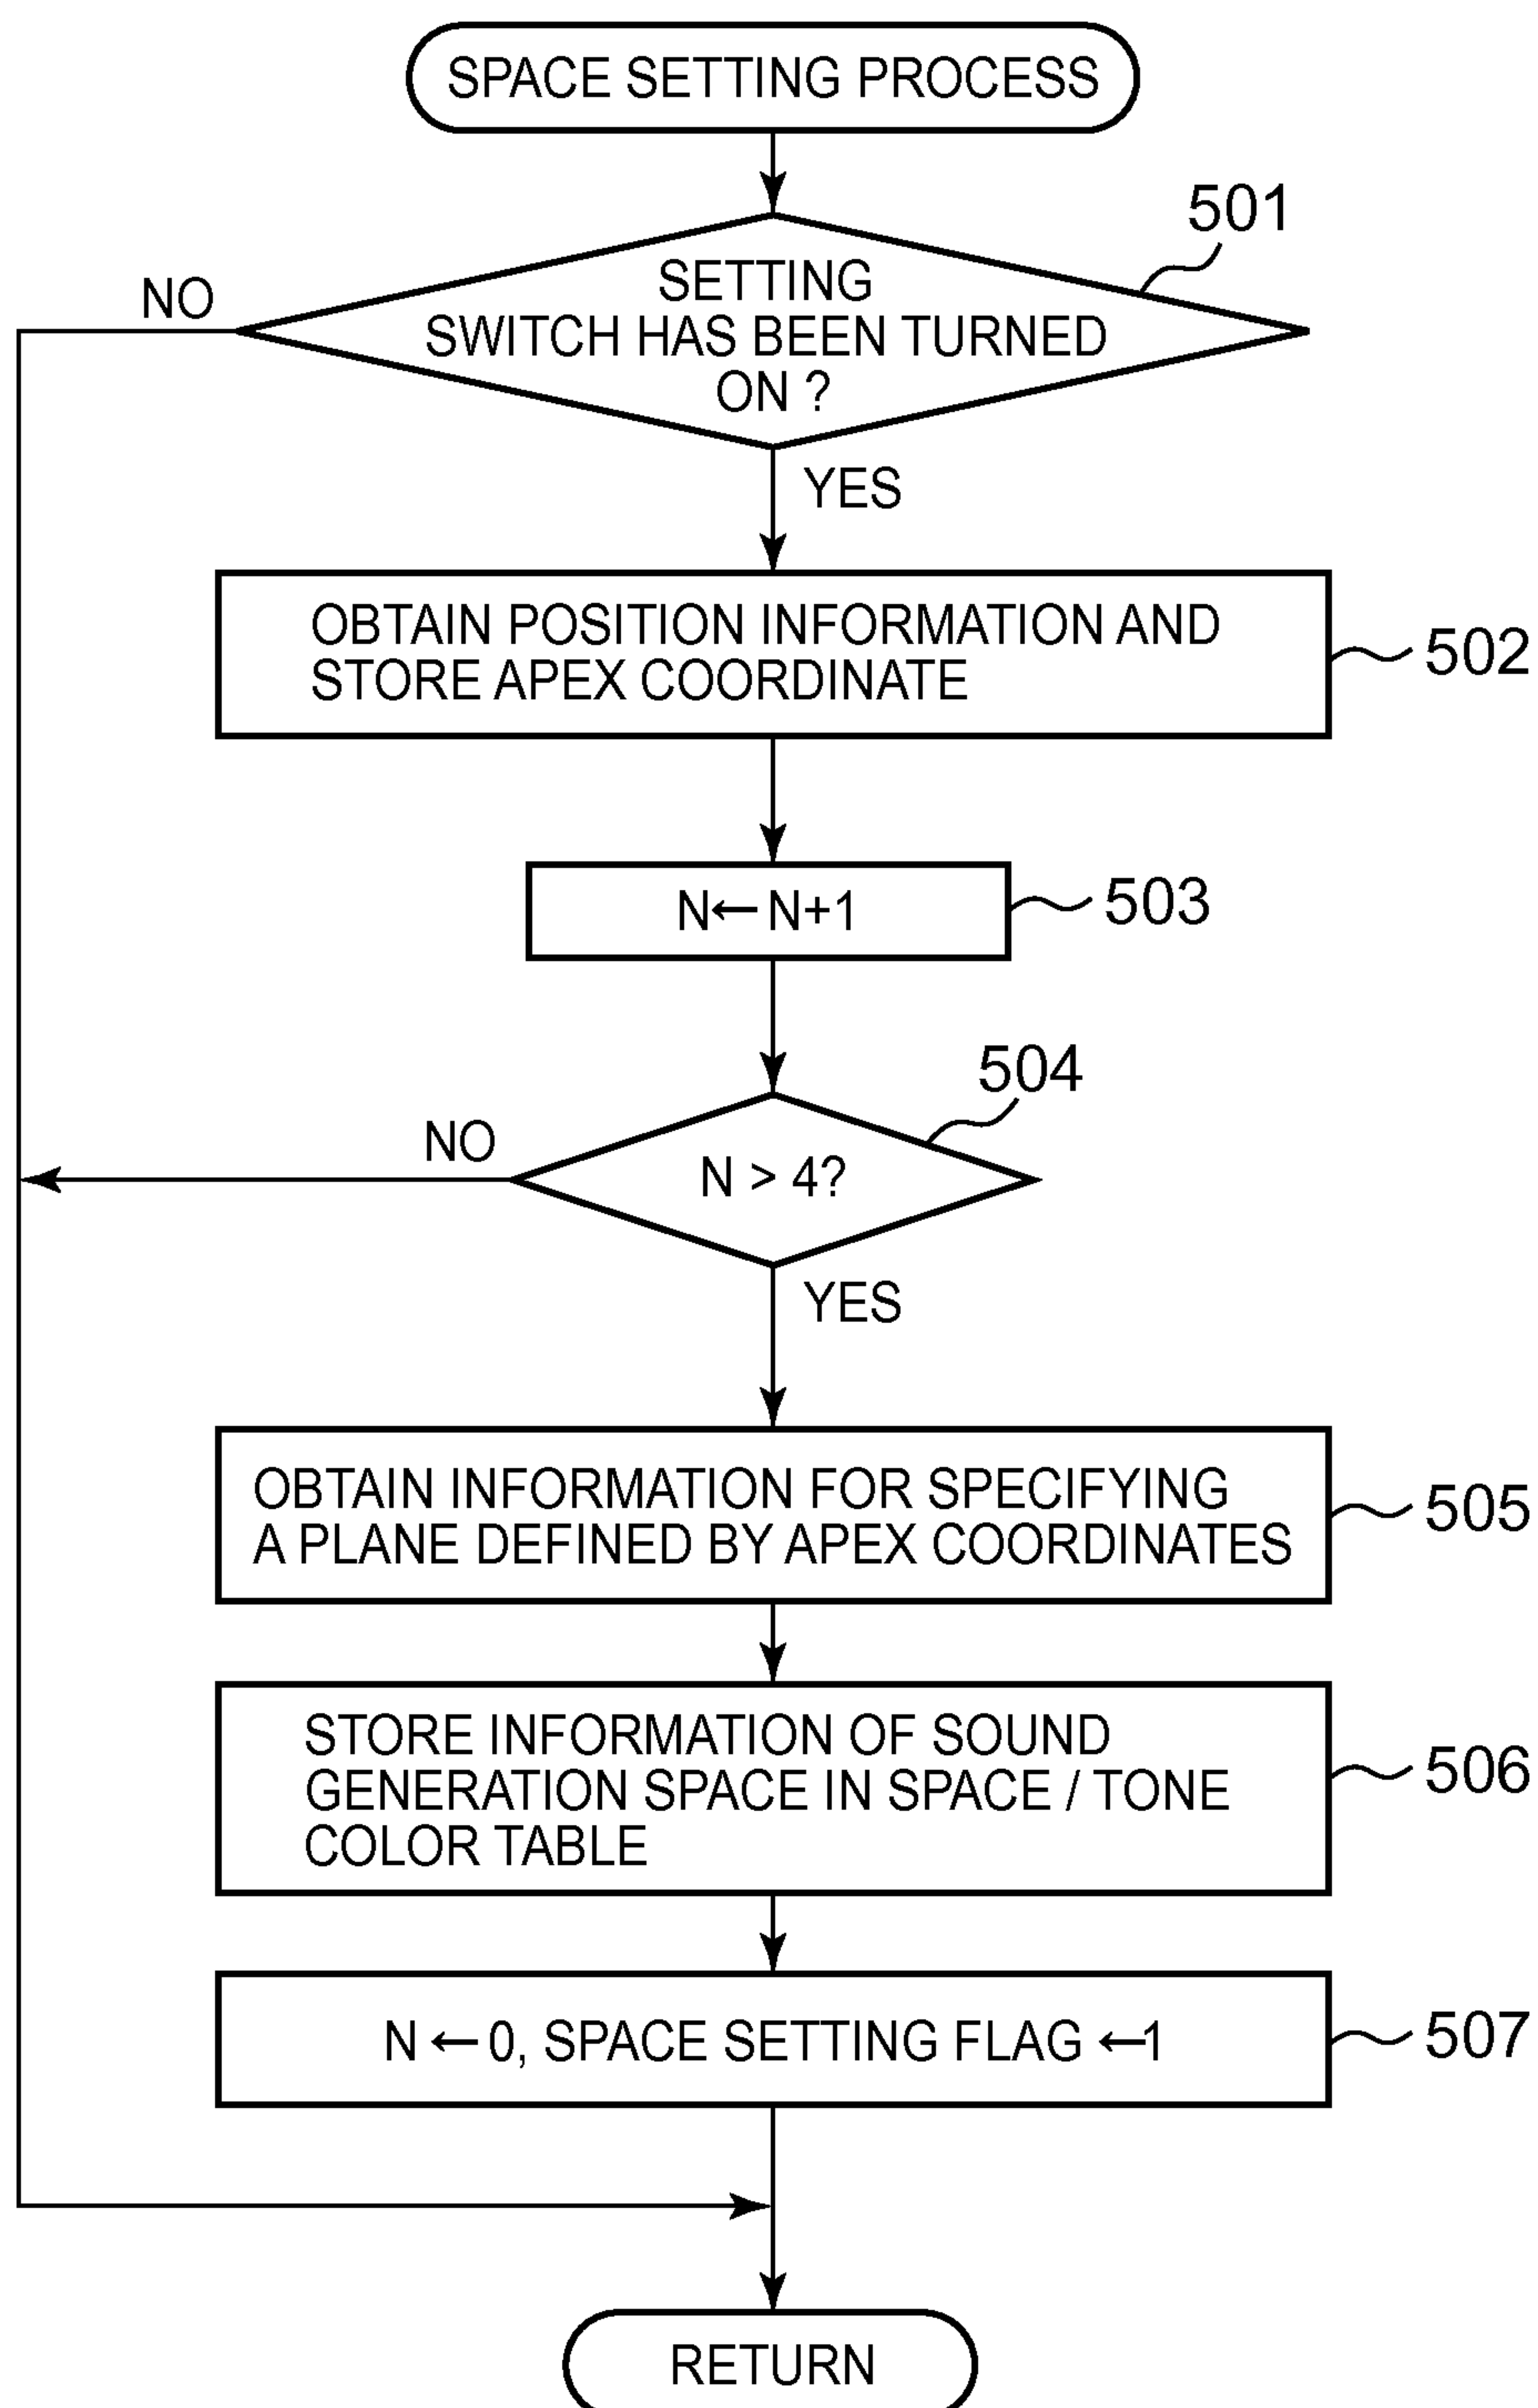 SPACE SETTING PROCESS
501
NO
SETTING
SWITCH HAS BEEN TURNED
ON ?
YES
OBTAIN POSITION INFORMATION AND
STORE APEX COORDINATE
502
N←N+1
503
504
NO
N > 4?
YES
OBTAIN INFORMATION FOR SPECIFYING
A PLANE DEFINED BY APEX COORDINATES
505
STORE INFORMATION OF SOUND
GENERATION SPACE IN SPACE / TONE
COLOR TABLE
506
N ← 0, SPACE SETTING FLAG ←1
507
RETURN